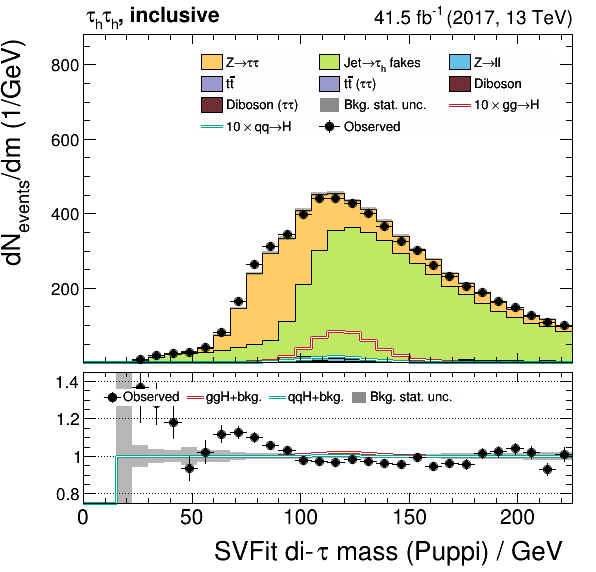 τhτh, inclusive 41.5 fb⁻¹ (2017, 13 TeV)
dNevents/dm (1/GeV)
Z→ττ Jet→τh fakes Z→ll
tt̄ tt̄ (ττ) Diboson
Diboson (ττ) Bkg. stat. unc. 10 × gg→H
10 × qq→H Observed
800
600
400
200
1.4
Observed ggH+bkg. qqH+bkg. Bkg. stat. unc.
1.2
1
0.8
0 50 100 150 200
SVFit di-τ mass (Puppi) / GeV